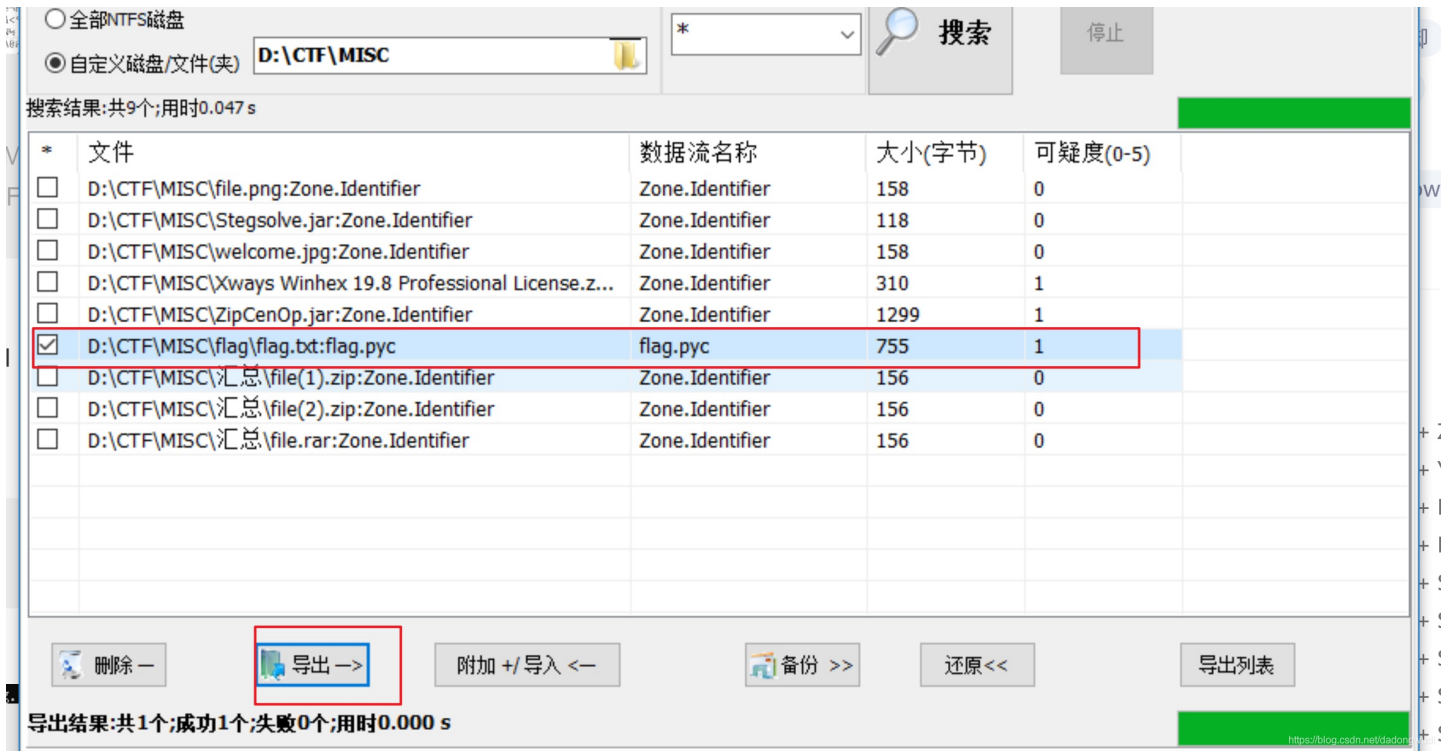 全部NTFS磁盘
自定义磁盘/文件(夹) D:\CTF\MISC * 搜索 停止
搜索结果:共9个;用时0.047 s
* 文件 数据流名称 大小(字节) 可疑度(0-5)
D:\CTF\MISC\file.png:Zone.Identifier Zone.Identifier 158 0
D:\CTF\MISC\Stegsolve.jar:Zone.Identifier Zone.Identifier 118 0
D:\CTF\MISC\welcome.jpg:Zone.Identifier Zone.Identifier 158 0
D:\CTF\MISC\Xways Winhex 19.8 Professional License.z... Zone.Identifier 310 1
D:\CTF\MISC\ZipCenOp.jar:Zone.Identifier Zone.Identifier 1299 1
D:\CTF\MISC\flag\flag.txt:flag.pyc flag.pyc 755 1
D:\CTF\MISC\汇总\file(1).zip:Zone.Identifier Zone.Identifier 156 0
D:\CTF\MISC\汇总\file(2).zip:Zone.Identifier Zone.Identifier 156 0
D:\CTF\MISC\汇总\file.rar:Zone.Identifier Zone.Identifier 156 0
删除 — 导出 —> 附加 +/ 导入 <— 备份 >> 还原<< 导出列表
导出结果:共1个;成功1个;失败0个;用时0.000 s